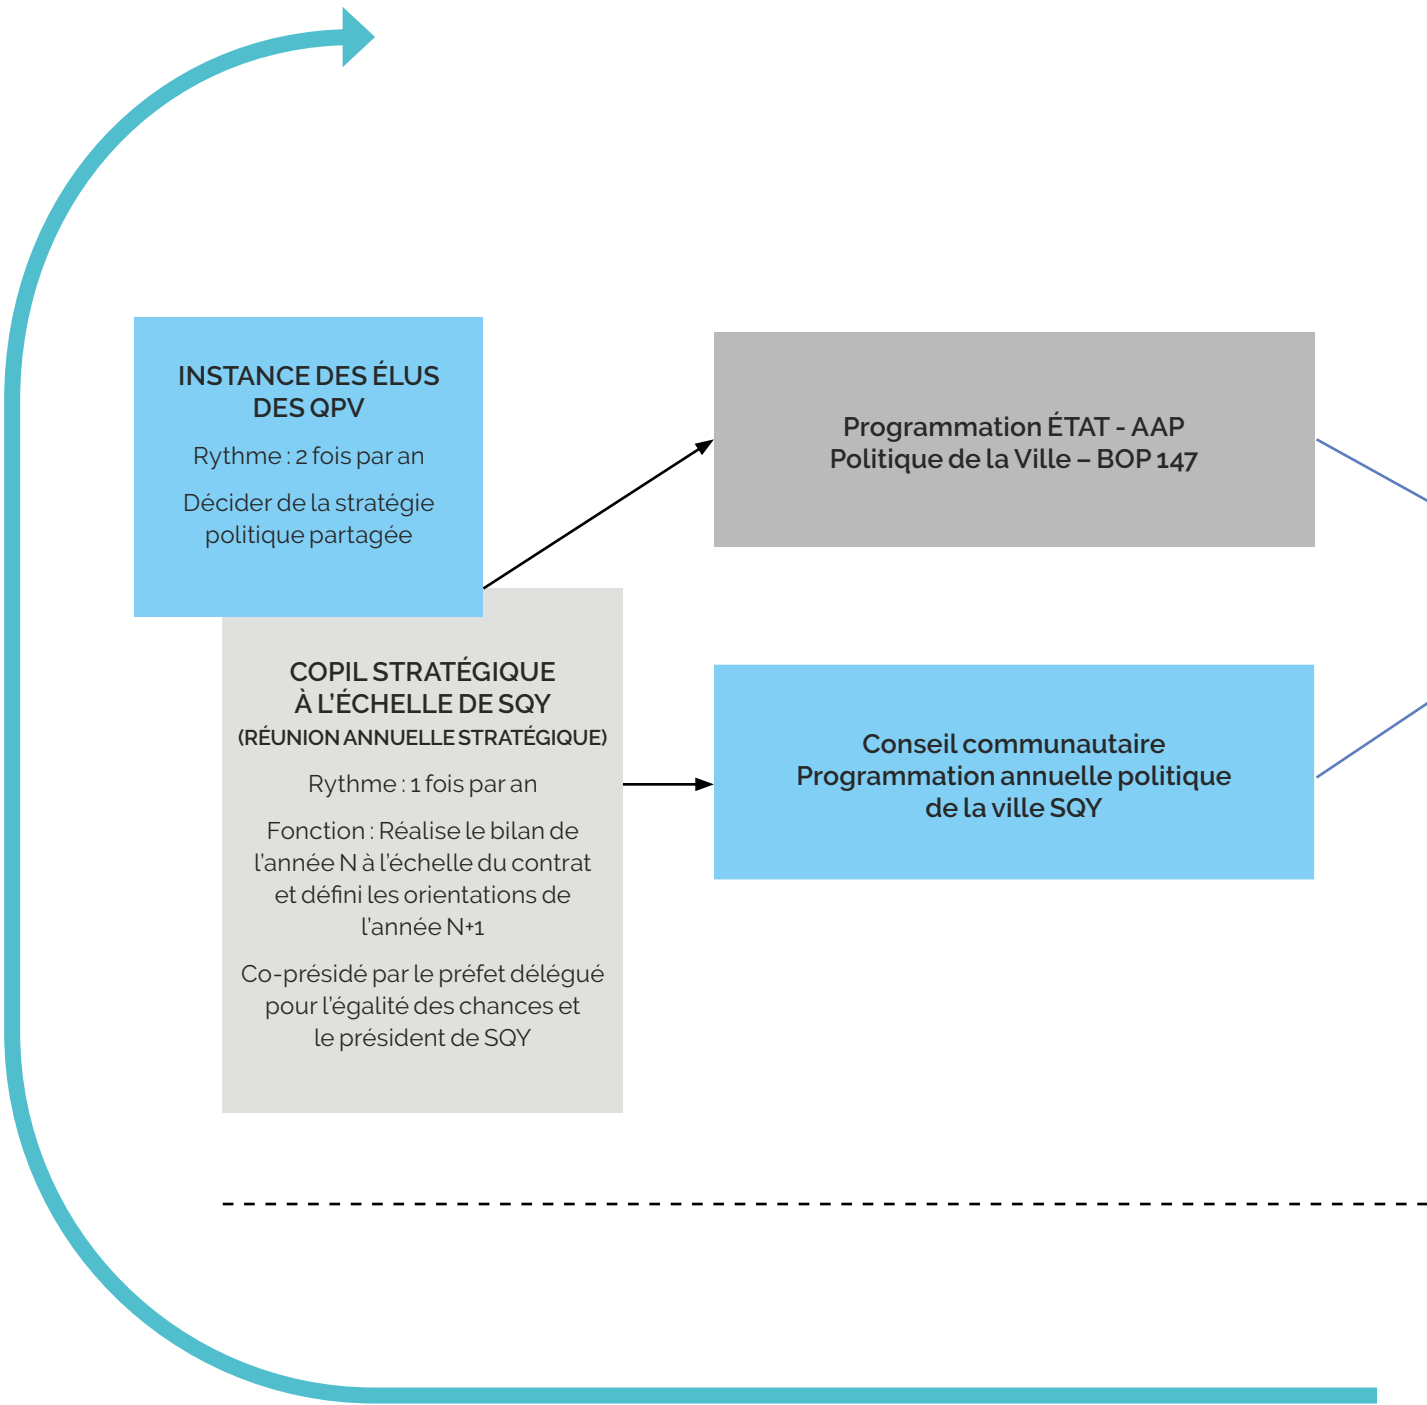 INSTANCE DES ÉLUS
DES QPV
Rythme : 2 fois par an
Décider de la stratégie
politique partagée
COPIL STRATÉGIQUE
À L’ÉCHELLE DE SQY
(RÉUNION ANNUELLE STRATÉGIQUE)
Rythme : 1 fois par an
Fonction : Réalise le bilan de
l’année N à l’échelle du contrat
et défini les orientations de
l’année N+1
Co-présidé par le préfet délégué
pour l’égalité des chances et
le président de SQY
Programmation ÉTAT - AAP
Politique de la Ville – BOP 147
Conseil communautaire
Programmation annuelle politique
de la ville SQY